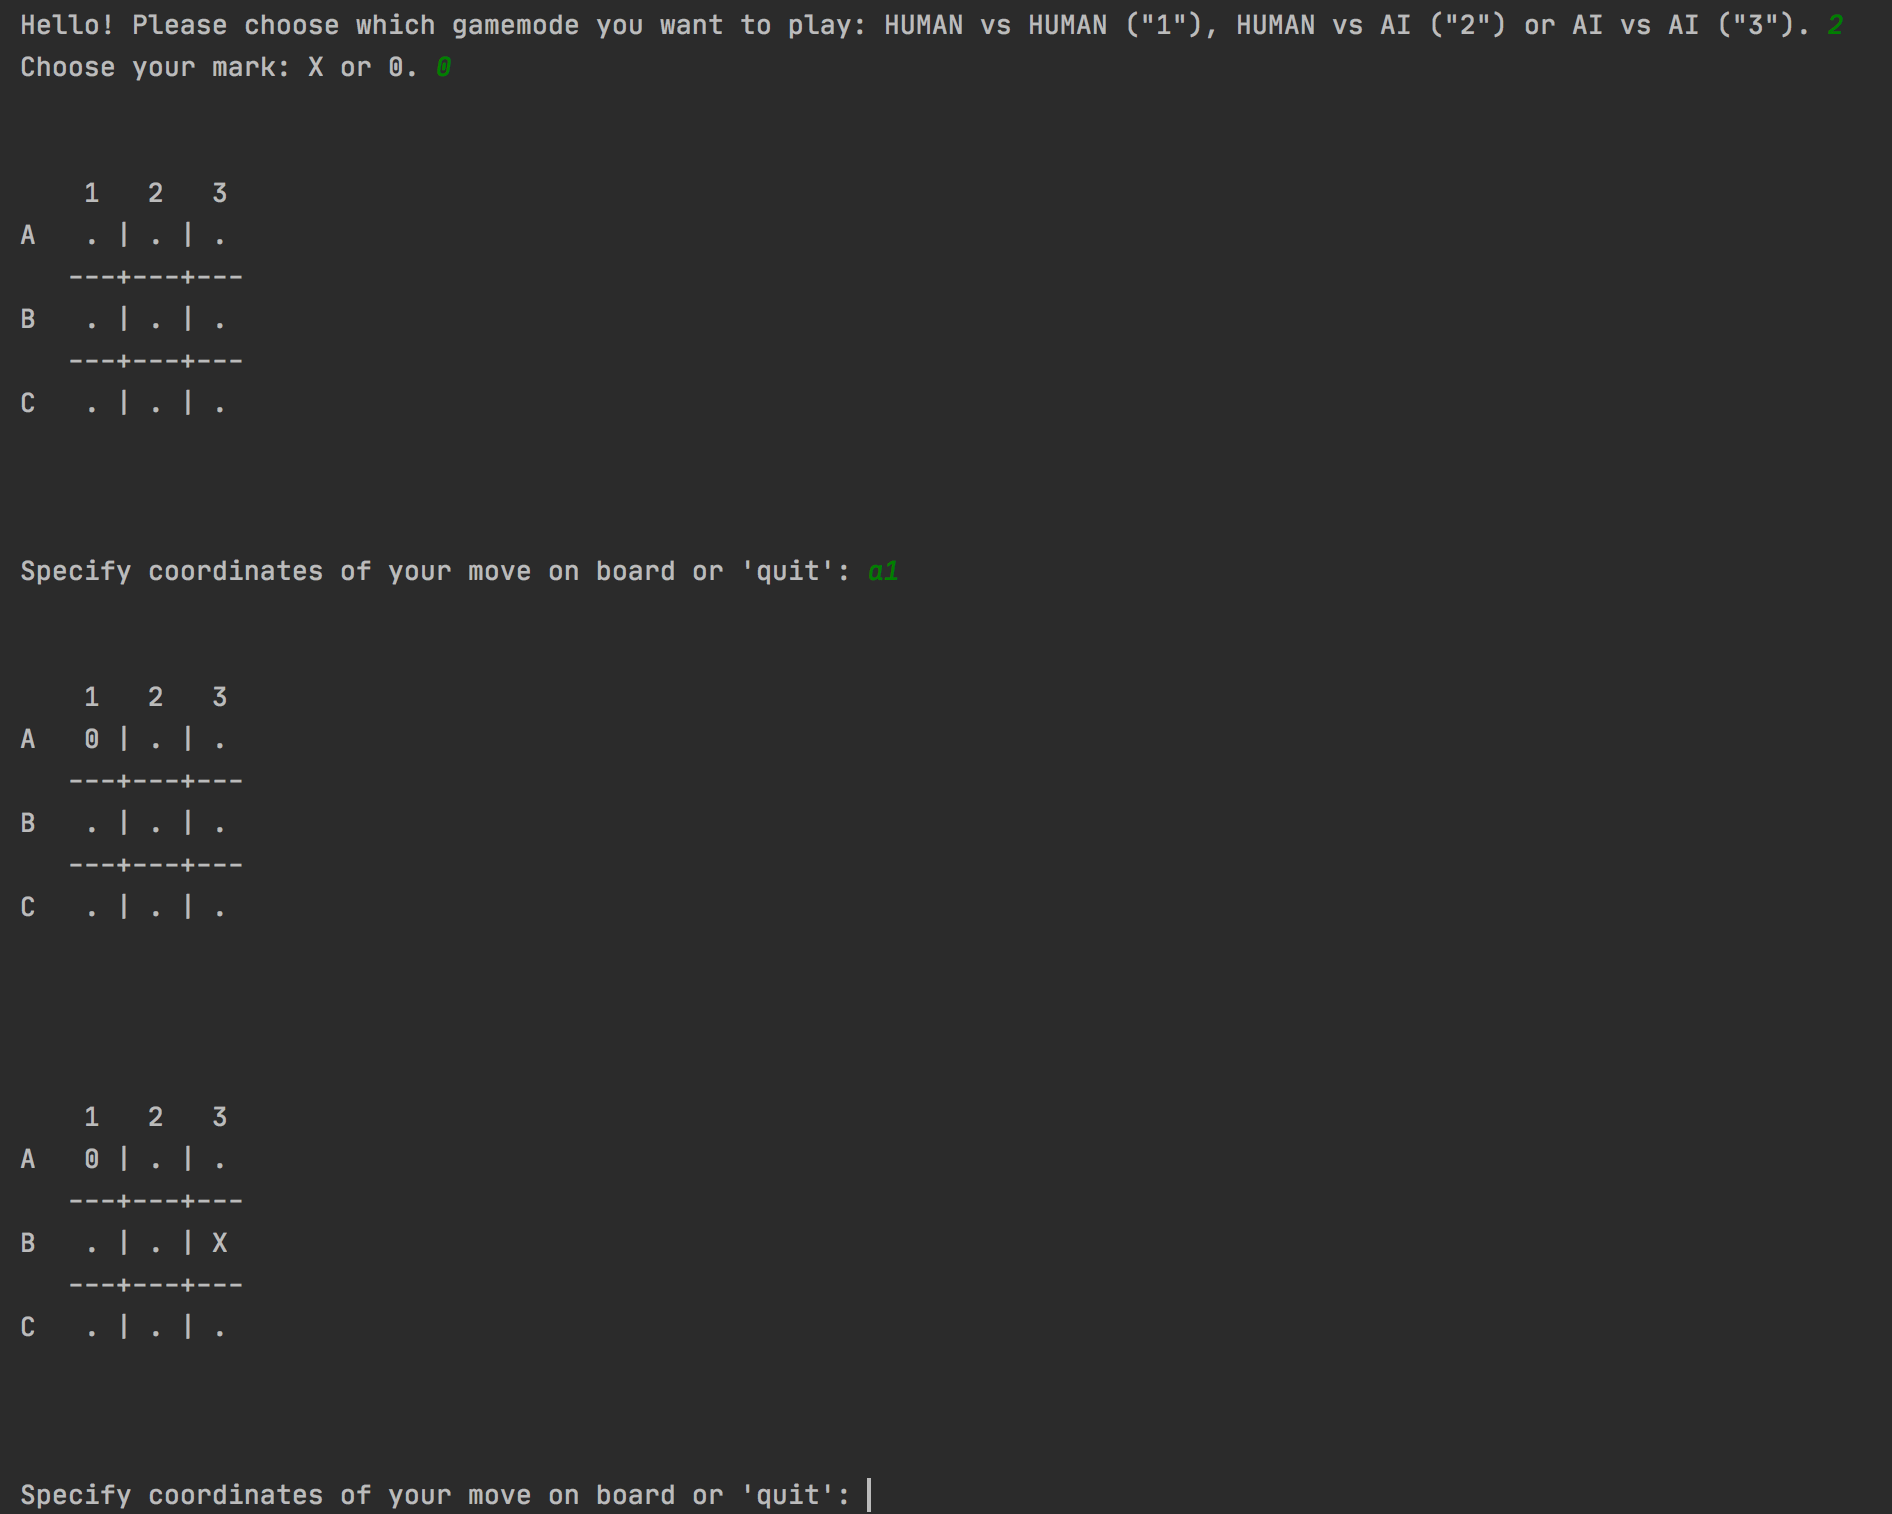 Hello! Please choose which gamemode you want to play: HUMAN vs HUMAN ("1"), HUMAN vs AI ("2") or AI vs AI ("3"). 2
Choose your mark: X or 0. 0
    1   2   3
A   . | . | .
   ---+---+---
B   . | . | .
   ---+---+---
C   . | . | .
Specify coordinates of your move on board or 'quit': a1
    1   2   3
A   0 | . | .
   ---+---+---
B   . | . | .
   ---+---+---
C   . | . | .
    1   2   3
A   0 | . | .
   ---+---+---
B   . | . | X
   ---+---+---
C   . | . | .
Specify coordinates of your move on board or 'quit':